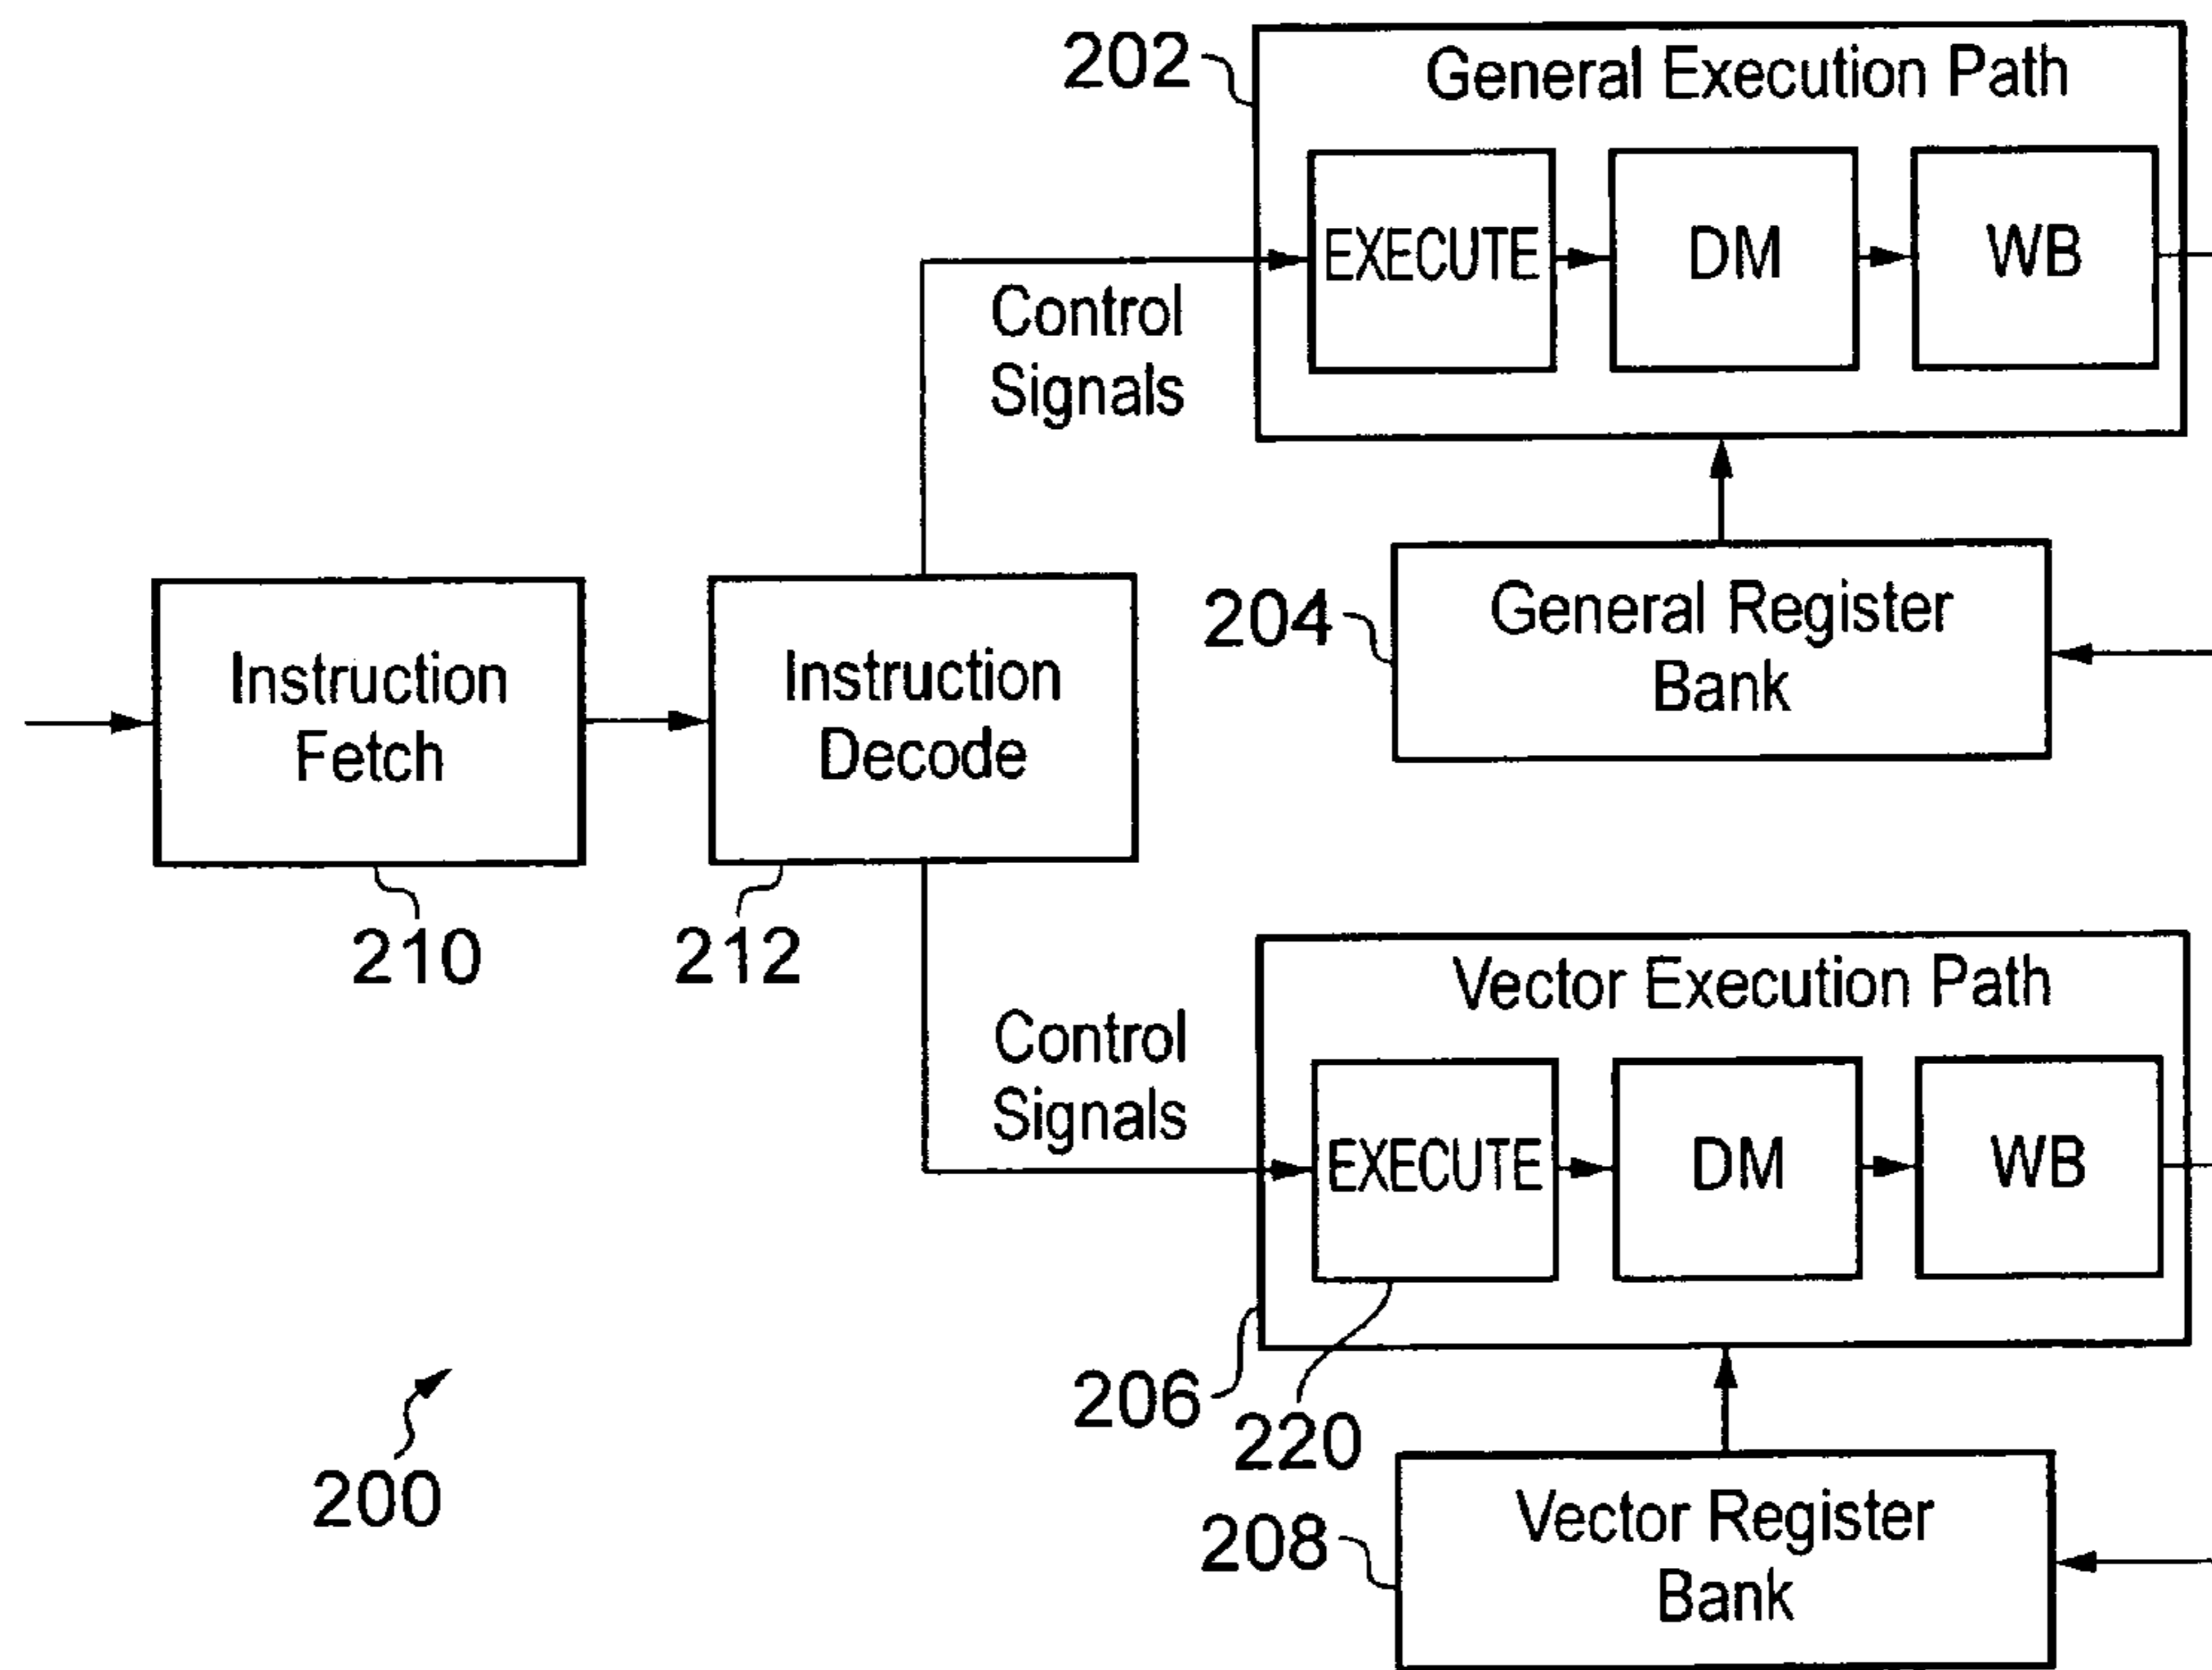 202
General Execution Path
EXECUTE
DM
WB
Control
Signals
204
General Register
Bank
Instruction
Fetch
Instruction
Decode
210
212
Vector Execution Path
Control
Signals
EXECUTE
DM
WB
206
220
200
208
Vector Register
Bank